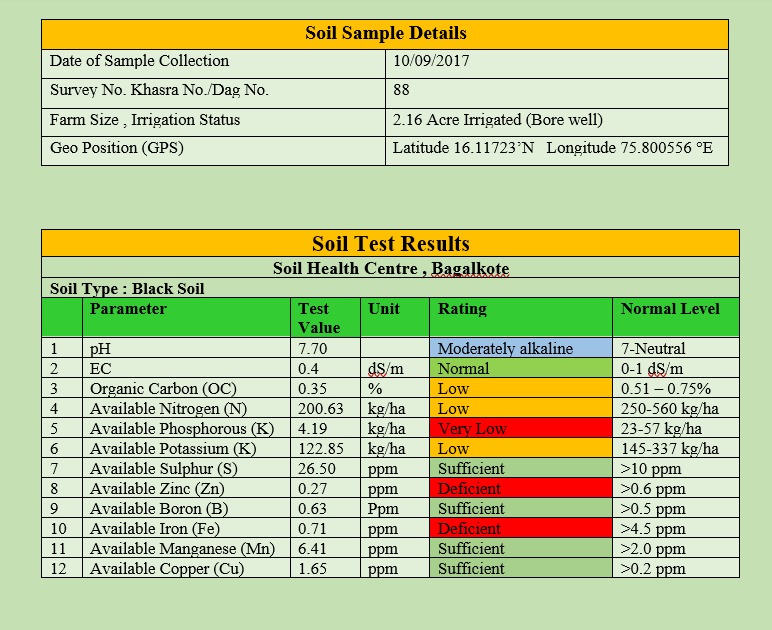 Soil Sample Details
Date of Sample Collection 10/09/2017
Survey No. Khasra No./Dag No. 88
Farm Size , Irrigation Status 2.16 Acre Irrigated (Bore well)
Geo Position (GPS) Latitude 16.11723’N Longitude 75.800556 °E
Soil Test Results
Soil Health Centre , Bagalkote
Soil Type : Black Soil
Parameter Test Value Unit Rating Normal Level
1 pH 7.70 Moderately alkaline 7-Neutral
2 EC 0.4 dS/m Normal 0-1 dS/m
3 Organic Carbon (OC) 0.35 % Low 0.51 – 0.75%
4 Available Nitrogen (N) 200.63 kg/ha Low 250-560 kg/ha
5 Available Phosphorous (K) 4.19 kg/ha Very Low 23-57 kg/ha
6 Available Potassium (K) 122.85 kg/ha Low 145-337 kg/ha
7 Available Sulphur (S) 26.50 ppm Sufficient >10 ppm
8 Available Zinc (Zn) 0.27 ppm Deficient >0.6 ppm
9 Available Boron (B) 0.63 Ppm Sufficient >0.5 ppm
10 Available Iron (Fe) 0.71 ppm Deficient >4.5 ppm
11 Available Manganese (Mn) 6.41 ppm Sufficient >2.0 ppm
12 Available Copper (Cu) 1.65 ppm Sufficient >0.2 ppm